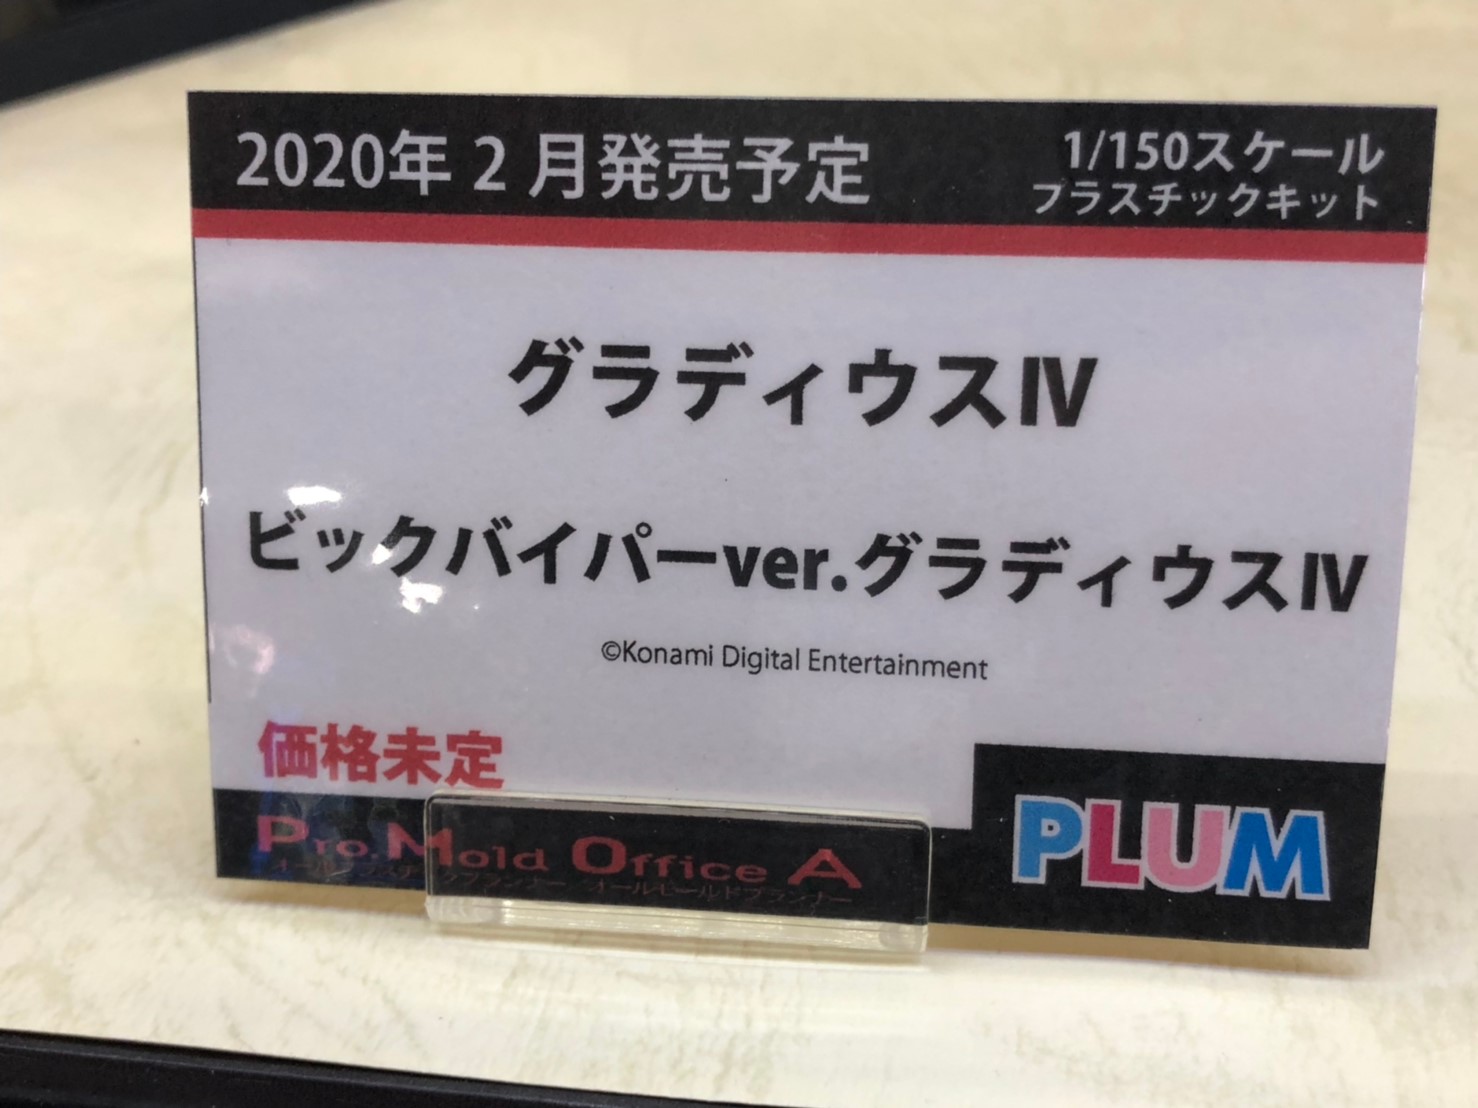 2020年2月発売予定
1/150スケール
プラスチックキット
グラディウスⅣ
ビックバイパーver.グラディウスⅣ
©Konami Digital Entertainment
価格未定
Pro.Mold Office A
PLUM